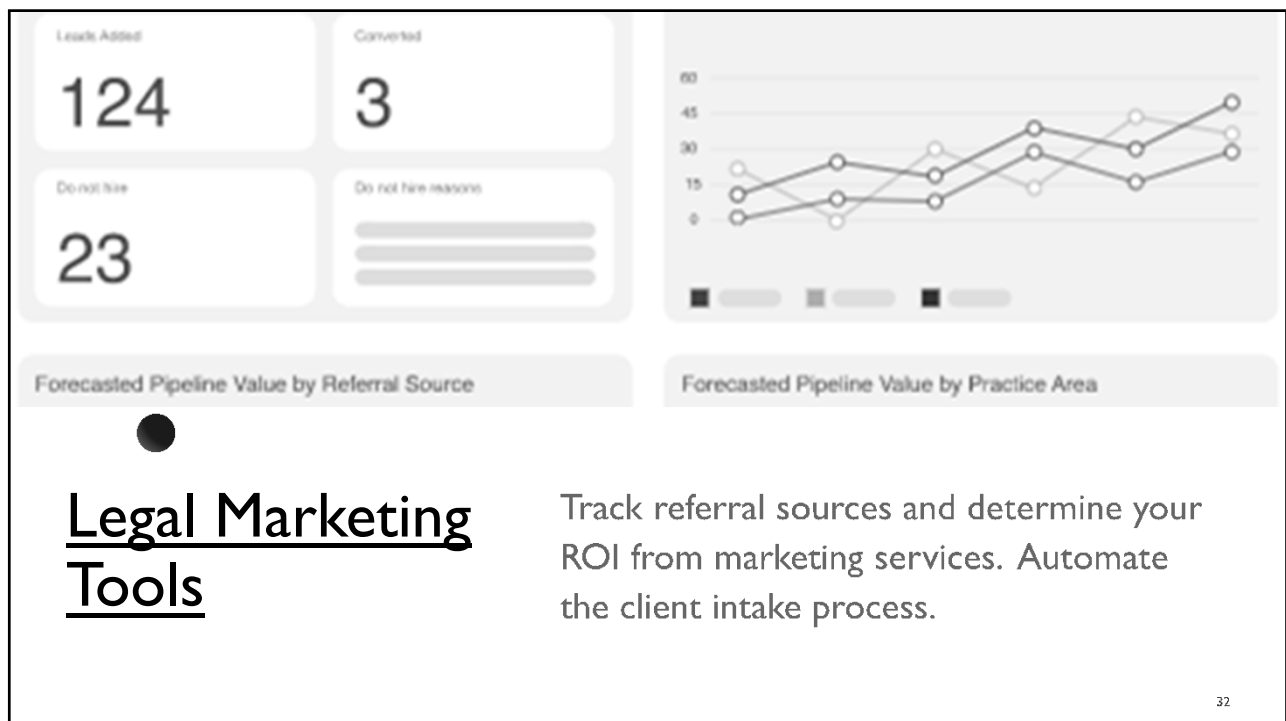 Leads Added
Converted
124
3
Do not hire
Do not hire reasons
23
60
45
30
15
0
Forecasted Pipeline Value by Referral Source
Forecasted Pipeline Value by Practice Area
Legal Marketing
Tools
Track referral sources and determine your
ROI from marketing services. Automate
the client intake process.
32